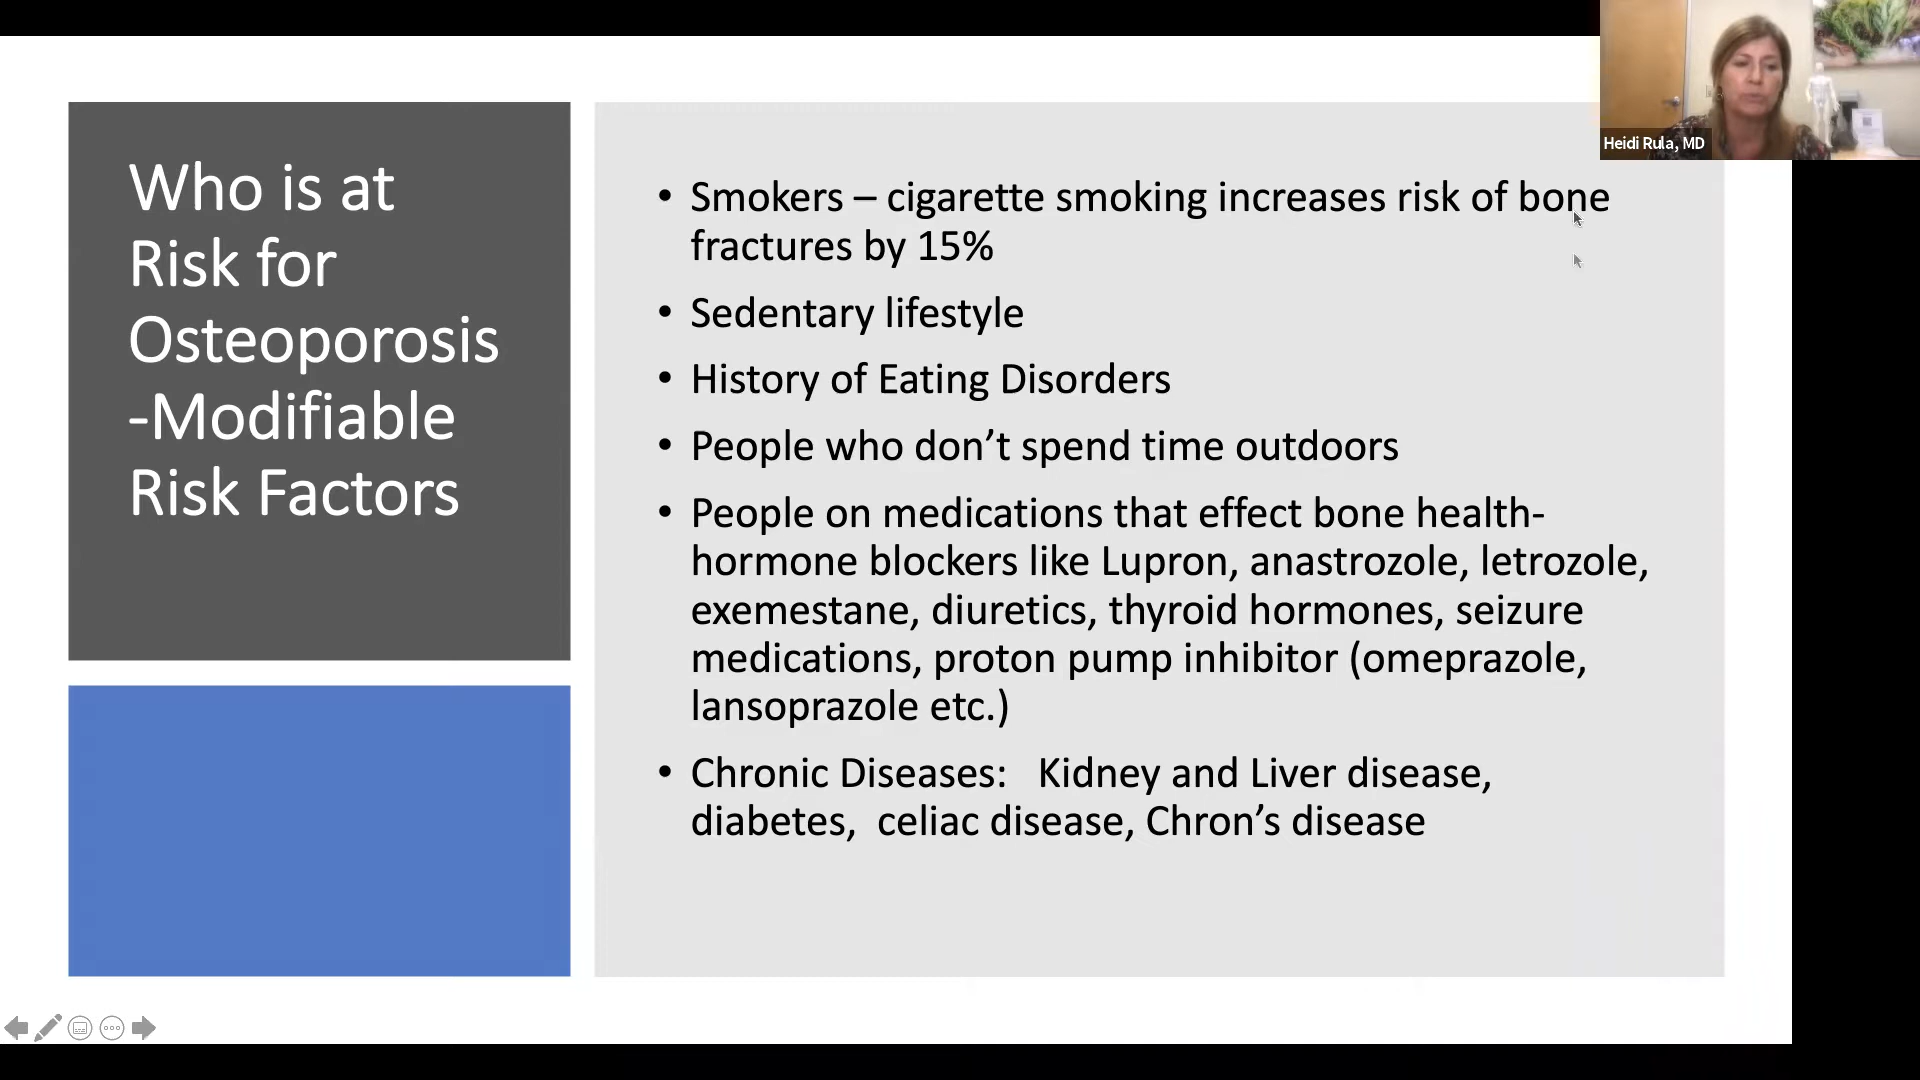 Heidi Rula, MD
Who is at
Risk for
Osteoporosis
-Modifiable
Risk Factors
• Smokers – cigarette smoking increases risk of bone
fractures by 15%
• Sedentary lifestyle
• History of Eating Disorders
• People who don’t spend time outdoors
• People on medications that effect bone health-
hormone blockers like Lupron, anastrozole, letrozole,
exemestane, diuretics, thyroid hormones, seizure
medications, proton pump inhibitor (omeprazole,
lansoprazole etc.)
• Chronic Diseases:   Kidney and Liver disease,
diabetes,  celiac disease, Chron’s disease